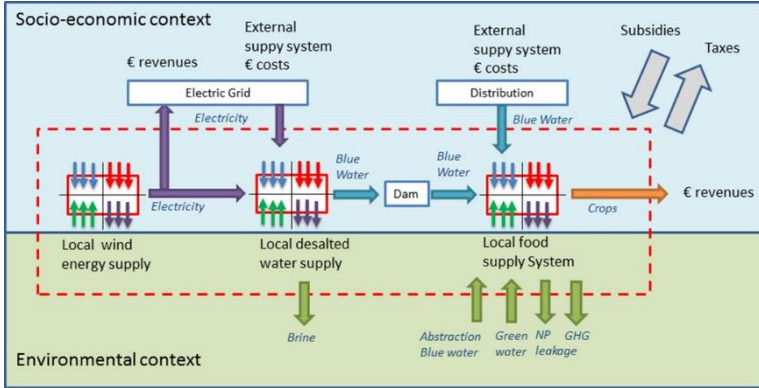 Socio-economic context
External
suppy system
€ costs
€ revenues
Electric Grid
Electricity
External
suppy system
€ costs
Distribution
Blue Water
Subsidies
Taxes
Electricity
Blue
Water
Dam
Blue
Water
Crops
€ revenues
Local wind
energy supply
Local desalted
water supply
Local food
supply System
Brine
Abstraction
Blue water
Green
water
NP
leakage
GHG
Environmental context